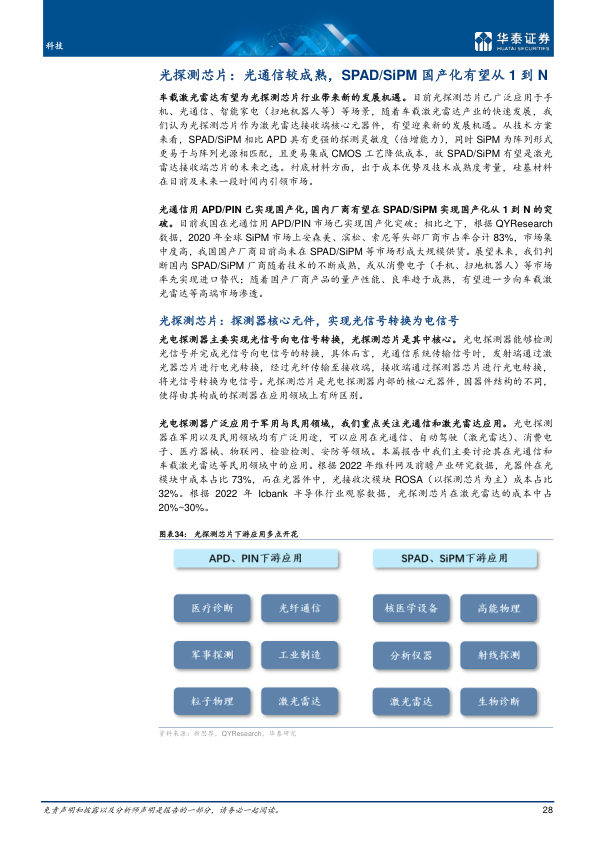 科技
华泰证券
HUATAI SECURITIES
光探测芯片：光通信较成熟，SPAD/SiPM 国产化有望从 1 到 N
车载激光雷达有望为光探测芯片行业带来新的发展机遇。目前光探测芯片已广泛应用于手
机、光通信、智能家电（扫地机器人等）等场景，随着车载激光雷达产业的快速发展，我
们认为光探测芯片作为激光雷达接收端核心元器件，有望迎来新的发展机遇。从技术方案
来看，SPAD/SiPM 相比 APD 具有更强的探测灵敏度（倍增能力），同时 SiPM 为阵列形式
更易于与阵列光源相匹配，且更易集成 CMOS 工艺降低成本，故 SPAD/SiPM 有望是激光
雷达接收端芯片的未来之选。衬底材料方面，出于成本优势及技术成熟度考量，硅基材料
在目前及未来一段时间内引领市场。
光通信用 APD/PIN 已实现国产化，国内厂商有望在 SPAD/SiPM 实现国产化从 1 到 N 的突
破。目前我国在光通信用 APD/PIN 市场已实现国产化突破；相比之下，根据 QYResearch
数据，2020 年全球 SiPM 市场上安森美、滨松、索尼等头部厂商市占率合计 83%，市场集
中度高，我国国产厂商目前尚未在 SPAD/SiPM 等市场形成大规模供货。展望未来，我们判
断国内 SPAD/SiPM 厂商随着技术的不断成熟，或从消费电子（手机、扫地机器人）等市场
率先实现进口替代；随着国产厂商产品的量产性能、良率趋于成熟，有望进一步向车载激
光雷达等高端市场渗透。
光探测芯片：探测器核心元件，实现光信号转换为电信号
光电探测器主要实现光信号向电信号转换，光探测芯片是其中核心。光电探测器能够检测
光信号并完成光信号向电信号的转换，具体而言，光通信系统传输信号时，发射端通过激
光器芯片进行电光转换，经过光纤传输至接收端，接收端通过探测器芯片进行光电转换，
将光信号转换为电信号。光探测芯片是光电探测器内部的核心元器件，因器件结构的不同，
使得由其构成的探测器在应用领域上有所区别。
光电探测器广泛应用于军用与民用领域，我们重点关注光通信和激光雷达应用。光电探测
器在军用以及民用领域均有广泛用途，可以应用在光通信、自动驾驶（激光雷达）、消费电
子、医疗器械、物联网、检验检测、安防等领域。本篇报告中我们主要讨论其在光通信和
车载激光雷达等民用领域中的应用。根据 2022 年维科网及前瞻产业研究数据，光器件在光
模块中成本占比 73%，而在光器件中，光接收次模块 ROSA（以探测芯片为主）成本占比
32%。根据 2022 年 Icbank 半导体行业观察数据，光探测芯片在激光雷达的成本中占
20%~30%。
图表34： 光探测芯片下游应用多点开花
APD、PIN下游应用 SPAD、SiPM下游应用
医疗诊断 光纤通信 核医学设备 高能物理
军事探测 工业制造 分析仪器 射线探测
粒子物理 激光雷达 激光雷达 生物诊断
资料来源：新思界，QYResearch，华泰研究
免责声明和披露以及分析师声明是报告的一部分，请务必一起阅读。 28